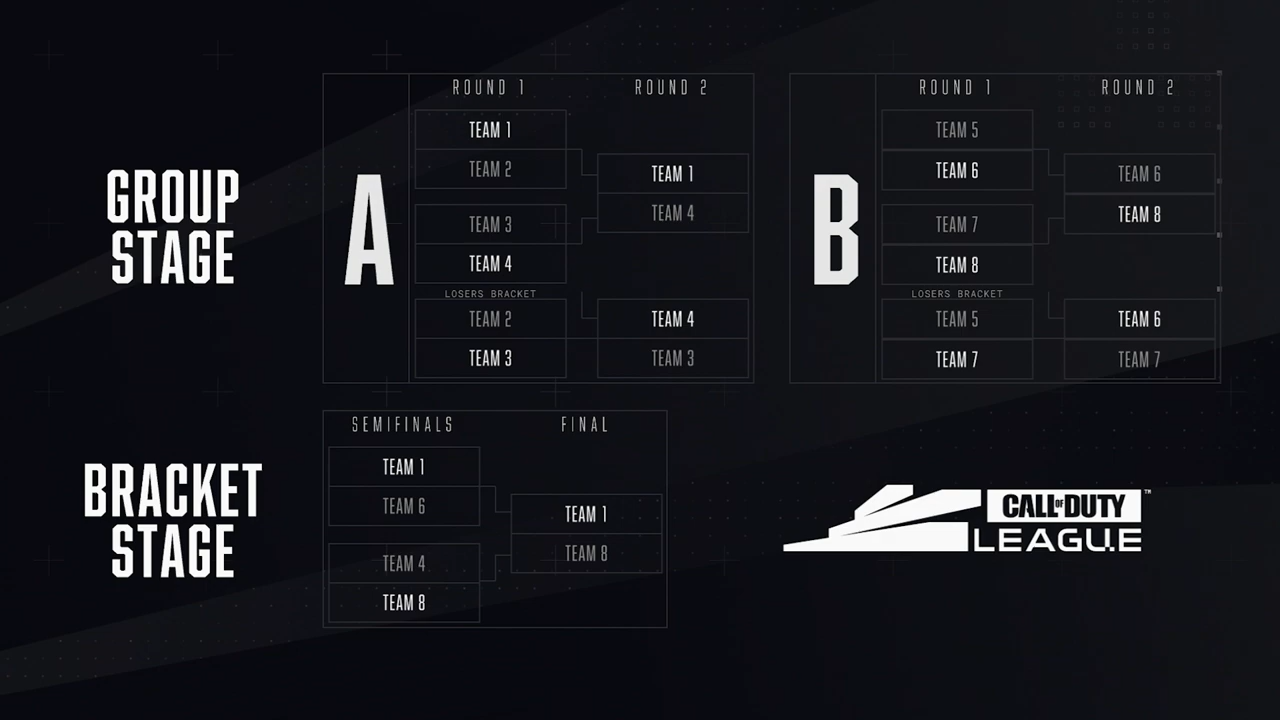 GROUP
STAGE
A
ROUND 1
ROUND 2
TEAM 1
TEAM 2
TEAM 1
TEAM 4
TEAM 3
TEAM 4
LOSERS BRACKET
TEAM 2
TEAM 3
TEAM 4
TEAM 3
B
ROUND 1
ROUND 2
TEAM 5
TEAM 6
TEAM 6
TEAM 8
TEAM 7
TEAM 8
LOSERS BRACKET
TEAM 5
TEAM 7
TEAM 6
TEAM 7
BRACKET
STAGE
SEMIFINALS
FINAL
TEAM 1
TEAM 6
TEAM 1
TEAM 8
TEAM 4
TEAM 8
CALL OF DUTY ™
LEAGUE